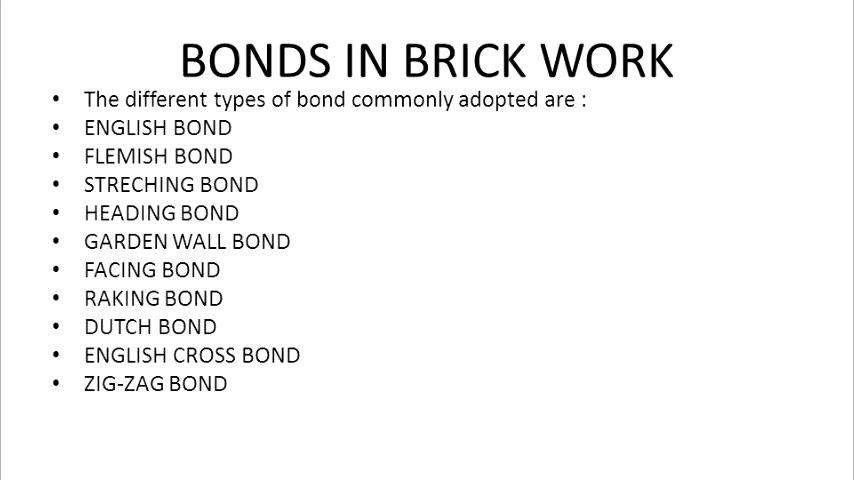 BONDS IN BRICK WORK
• The different types of bond commonly adopted are :
• ENGLISH BOND
• FLEMISH BOND
• STRECHING BOND
• HEADING BOND
• GARDEN WALL BOND
• FACING BOND
• RAKING BOND
• DUTCH BOND
• ENGLISH CROSS BOND
• ZIG-ZAG BOND